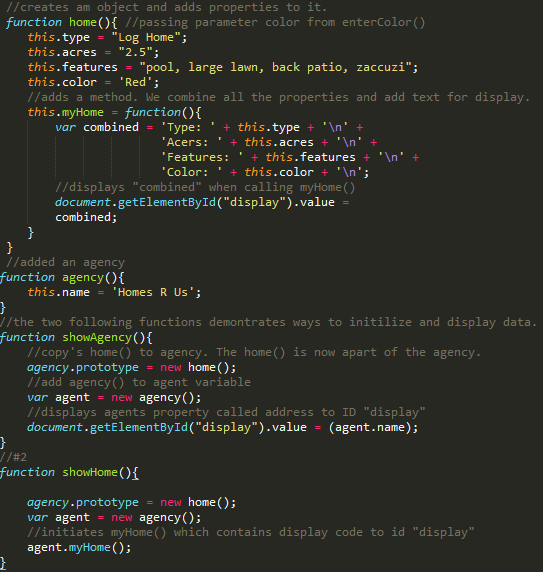 //creates am object and adds properties to it.
function home(){ //passing parameter color from enterColor()
this.type = "Log Home";
this.acres = "2.5";
this.features = "pool, large lawn, back patio, zaccuzi";
this.color = 'Red';
//adds a method. We combine all the properties and add text for display.
this.myHome = function(){
var combined = 'Type: ' + this.type + '\n' +
'Acers: ' + this.acres + '\n' +
'Features: ' + this.features + '\n' +
'Color: ' + this.color + '\n';
//displays "combined" when calling myHome()
document.getElementById("display").value =
combined;
}
}
//added an agency
function agency(){
this.name = 'Homes R Us';
}
//the two following functions demontrates ways to initilize and display data.
function showAgency(){
//copy's home() to agency. The home() is now apart of the agency.
agency.prototype = new home();
//add agency() to agent variable
var agent = new agency();
//displays agents property called address to ID "display"
document.getElementById("display").value = (agent.name);
}
//#2
function showHome(){
agency.prototype = new home();
var agent = new agency();
//initiates myHome() which contains display code to id "display"
agent.myHome();
}